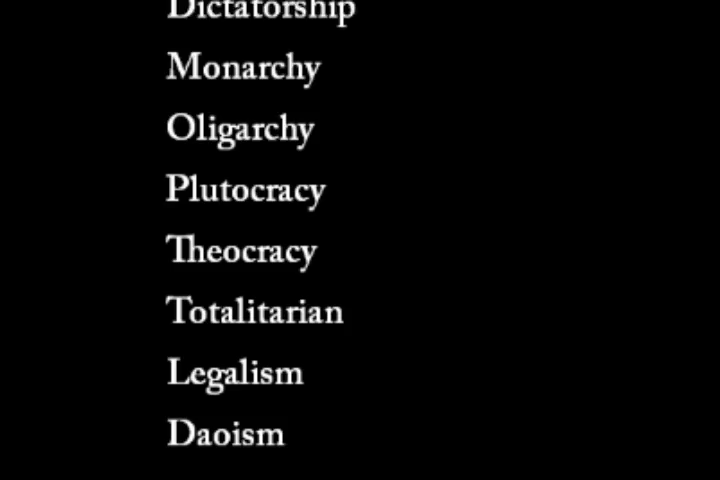 Dictatorship
Monarchy
Oligarchy
Plutocracy
Theocracy
Totalitarian
Legalism
Daoism